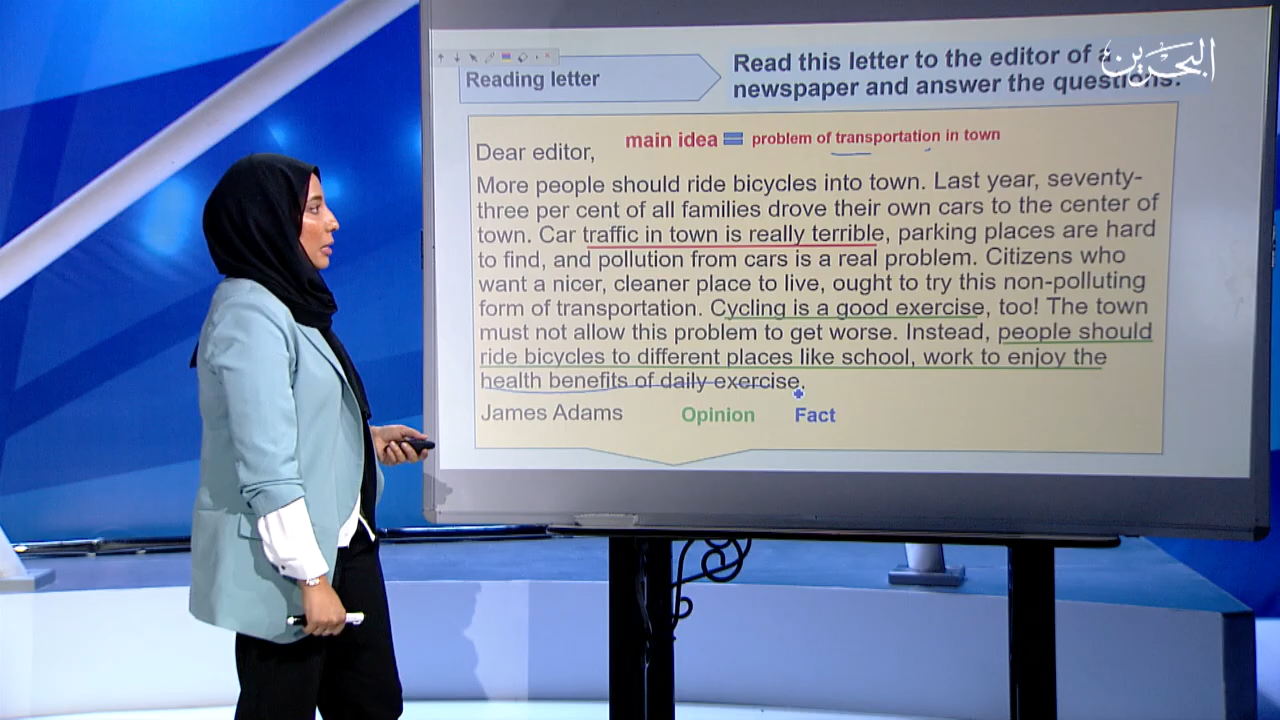 Reading letter
Read this letter to the editor of a
newspaper and answer the questions.
البحرين
main idea = problem of transportation in town
Dear editor,
More people should ride bicycles into town. Last year, seventy-
three per cent of all families drove their own cars to the center of
town. Car traffic in town is really terrible, parking places are hard
to find, and pollution from cars is a real problem. Citizens who
want a nicer, cleaner place to live, ought to try this non-polluting
form of transportation. Cycling is a good exercise, too! The town
must not allow this problem to get worse. Instead, people should
ride bicycles to different places like school, work to enjoy the
health benefits of daily exercise.
James Adams
Opinion
Fact